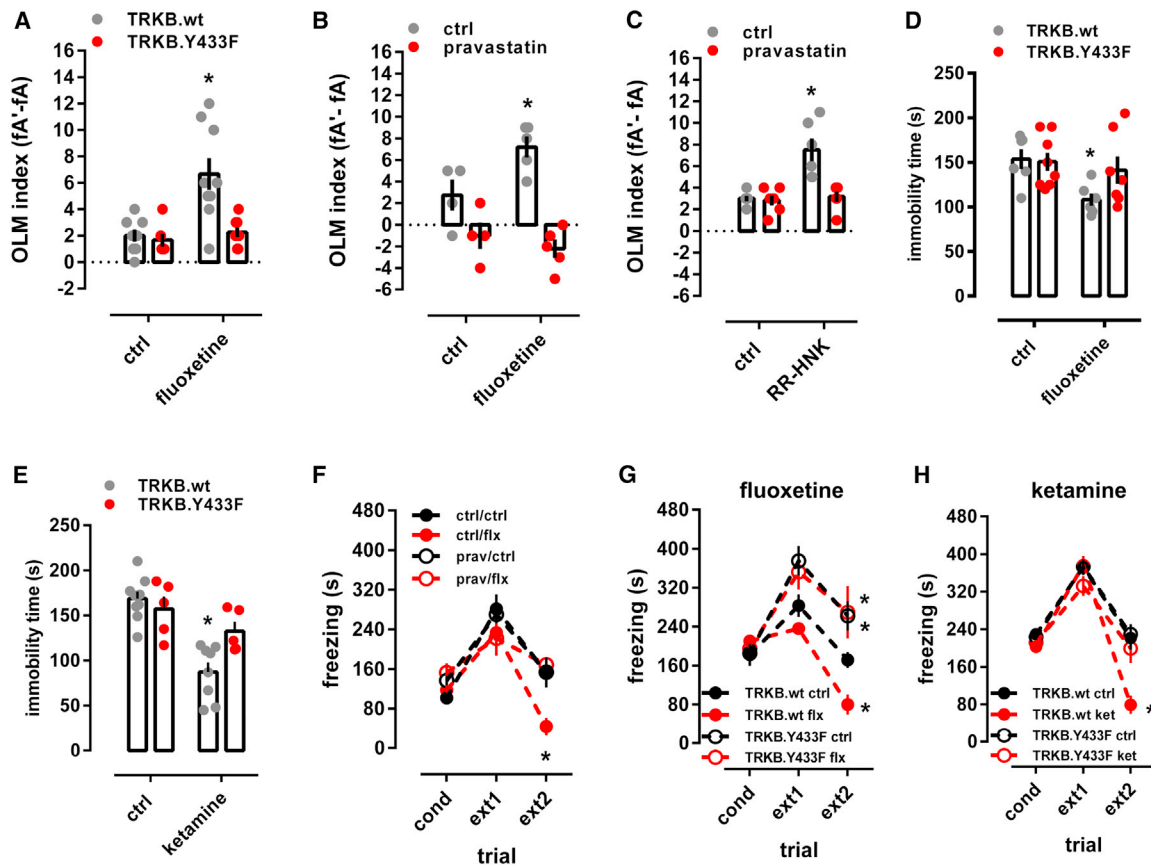 A
TRKB.wt
TRKB.Y433F
OLM index (fA'-fA)
16
14
12
10
8
6
4
2
0
-2
*
ctrl
fluoxetine
B
ctrl
pravastatin
OLM index (fA'- fA)
16
14
12
10
8
6
4
2
0
-2
-4
-6
*
ctrl
fluoxetine
C
ctrl
pravastatin
OLM index (fA'- fA)
16
14
12
10
8
6
4
2
0
-2
-4
-6
*
ctrl
RR-HNK
D
TRKB.wt
TRKB.Y433F
immobility time (s)
250
200
150
100
50
0
*
ctrl
fluoxetine
E
TRKB.wt
TRKB.Y433F
immobility time (s)
250
200
150
100
50
0
*
ctrl
ketamine
F
freezing (s)
480
400
320
240
160
80
0
ctrl/ctrl
ctrl/flx
prav/ctrl
prav/flx
*
cond
ext1
ext2
trial
G
fluoxetine
freezing (s)
480
400
320
240
160
80
0
*
*
*
TRKB.wt ctrl
TRKB.wt flx
TRKB.Y433F ctrl
TRKB.Y433F flx
cond
ext1
ext2
trial
H
ketamine
freezing (s)
480
400
320
240
160
80
0
*
TRKB.wt ctrl
TRKB.wt ket
TRKB.Y433F ctrl
TRKB.Y433F ket
cond
ext1
ext2
trial